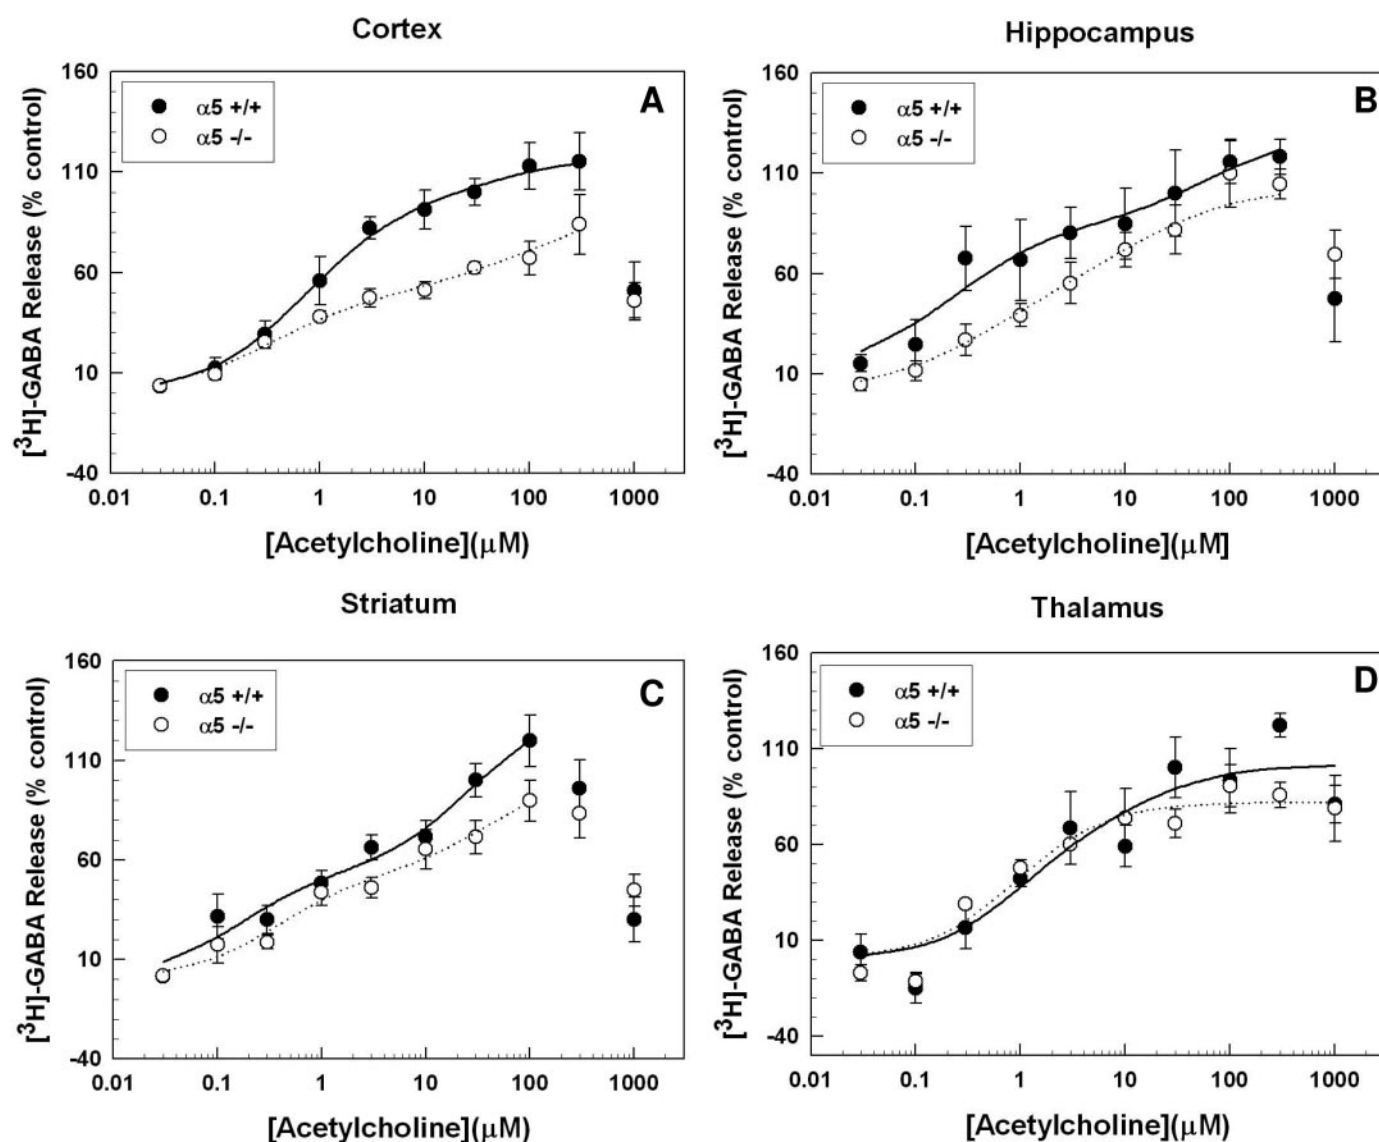 Cortex
[³H]-GABA Release (% control)
160
110
60
10
-40
α5 +/+
α5 -/-
A
0.01 0.1 1 10 100 1000
[Acetylcholine](μM)
Hippocampus
[³H]-GABA Release (% control)
160
110
60
10
-40
α5 +/+
α5 -/-
B
0.01 0.1 1 10 100 1000
[Acetylcholine](μM]
Striatum
[³H]-GABA Release (% control)
160
110
60
10
-40
α5 +/+
α5 -/-
C
0.01 0.1 1 10 100 1000
[Acetylcholine](μM)
Thalamus
[³H]-GABA Release (% control)
160
110
60
10
-40
α5 +/+
α5 -/-
D
0.01 0.1 1 10 100 1000
[Acetylcholine](μM)